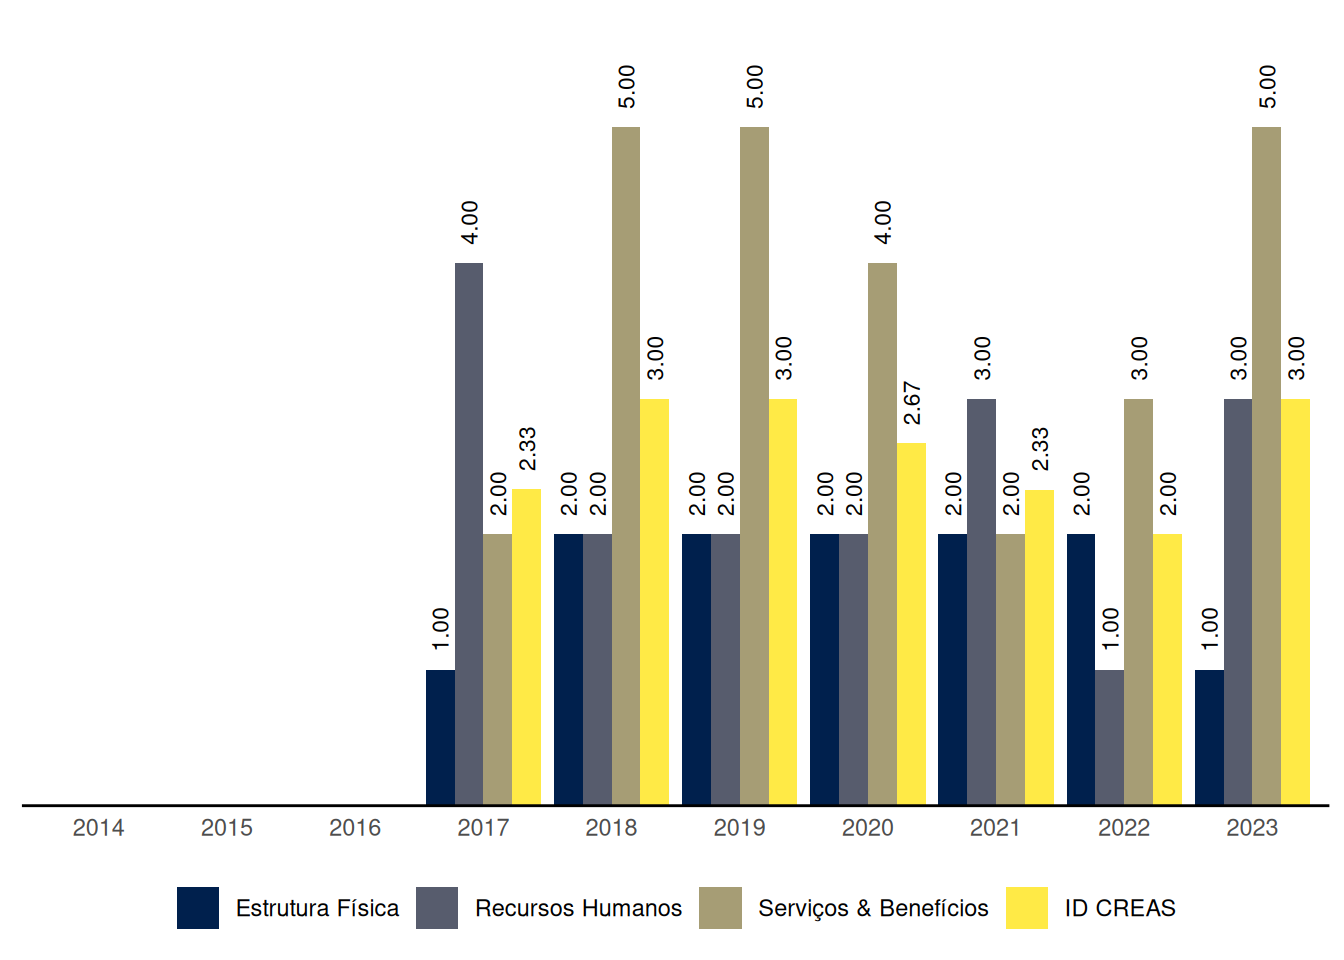 5.00 5.00 5.00
4.00 4.00
3.00 3.00 3.00 3.00 3.00 3.00
2.67
2.33 2.33
2.00 2.00 2.00 2.00 2.00 2.00 2.00 2.00 2.00 2.00 2.00
1.00 1.00 1.00
2014 2015 2016 2017 2018 2019 2020 2021 2022 2023
Estrutura Física Recursos Humanos Serviços & Benefícios ID CREAS